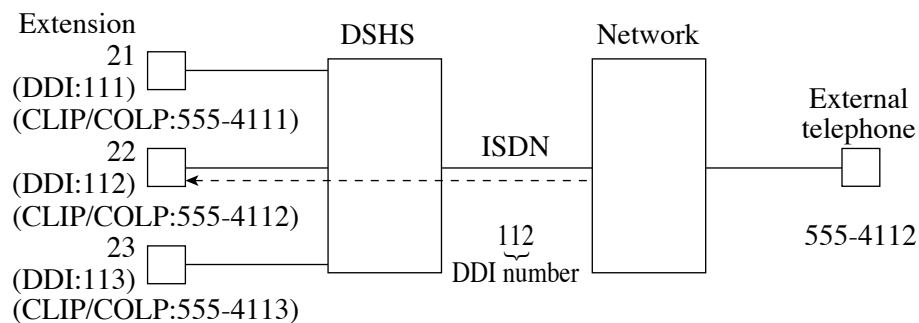 Extension
21
(DDI:111)
(CLIP/COLP:555-4111)
22
(DDI:112)
(CLIP/COLP:555-4112)
23
(DDI:113)
(CLIP/COLP:555-4113)
DSHS
ISDN
112
DDI number
Network
External
telephone
555-4112